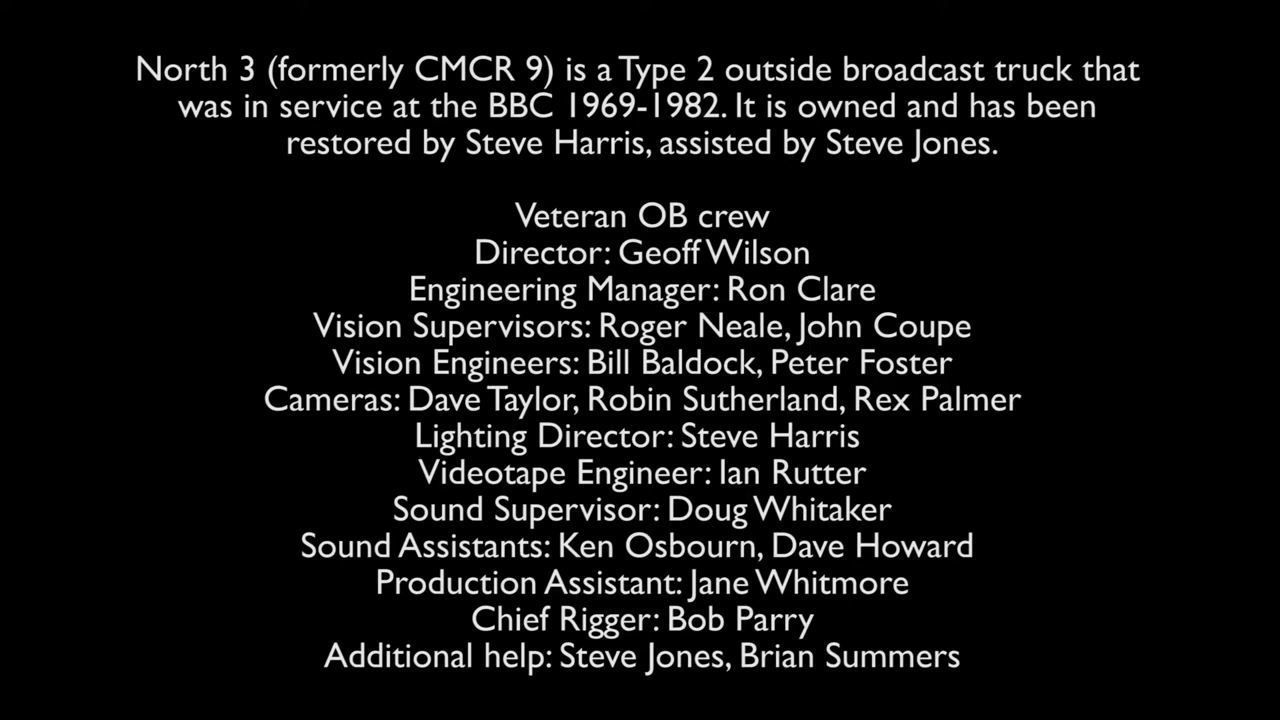 North 3 (formerly CMCR 9) is a Type 2 outside broadcast truck that
was in service at the BBC 1969-1982. It is owned and has been
restored by Steve Harris, assisted by Steve Jones.
Veteran OB crew
Director: Geoff Wilson
Engineering Manager: Ron Clare
Vision Supervisors: Roger Neale, John Coupe
Vision Engineers: Bill Baldock, Peter Foster
Cameras: Dave Taylor, Robin Sutherland, Rex Palmer
Lighting Director: Steve Harris
Videotape Engineer: Ian Rutter
Sound Supervisor: Doug Whitaker
Sound Assistants: Ken Osbourn, Dave Howard
Production Assistant: Jane Whitmore
Chief Rigger: Bob Parry
Additional help: Steve Jones, Brian Summers